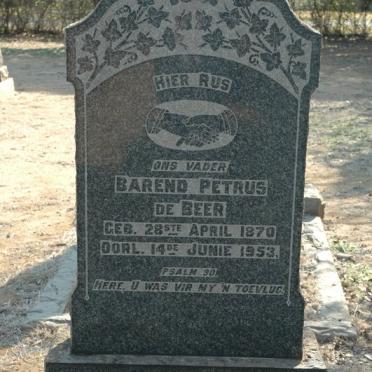 HIER RUS
ONS VADER
BAREND PETRUS
DE BEER
GEB. 28STE APRIL 1870
OORL. 14DE JUNIE 1953.
PSALM 90
HERE, U WAS VIR MY 'N TOEVLUG